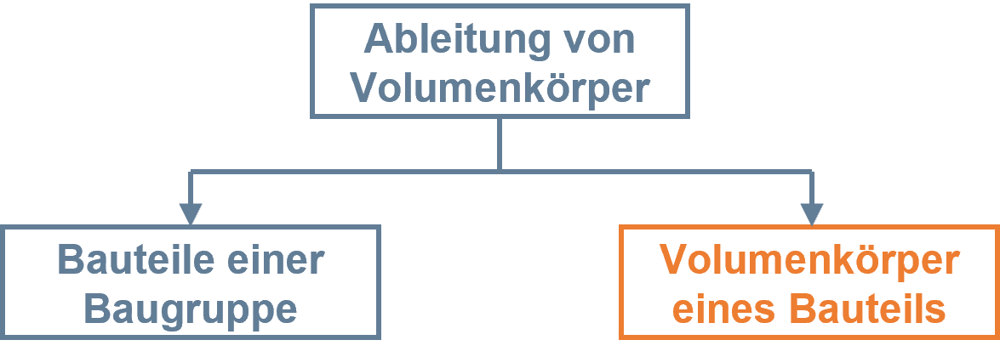 Ableitung von
Volumenkörper
Bauteile einer
Baugruppe
Volumenkörper
eines Bauteils